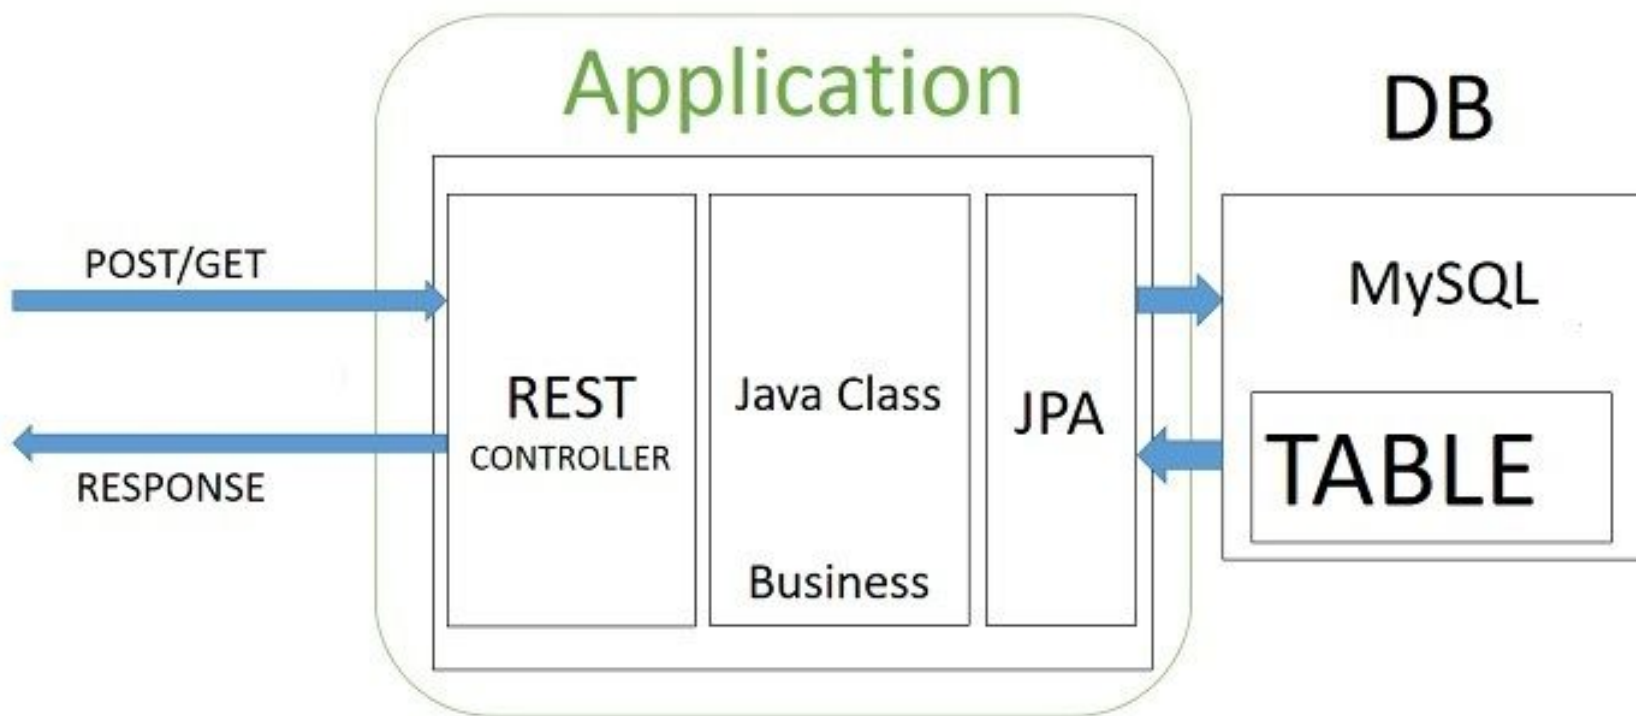 Application
DB
POST/GET
RESPONSE
REST
CONTROLLER
Java Class
Business
JPA
MySQL
TABLE